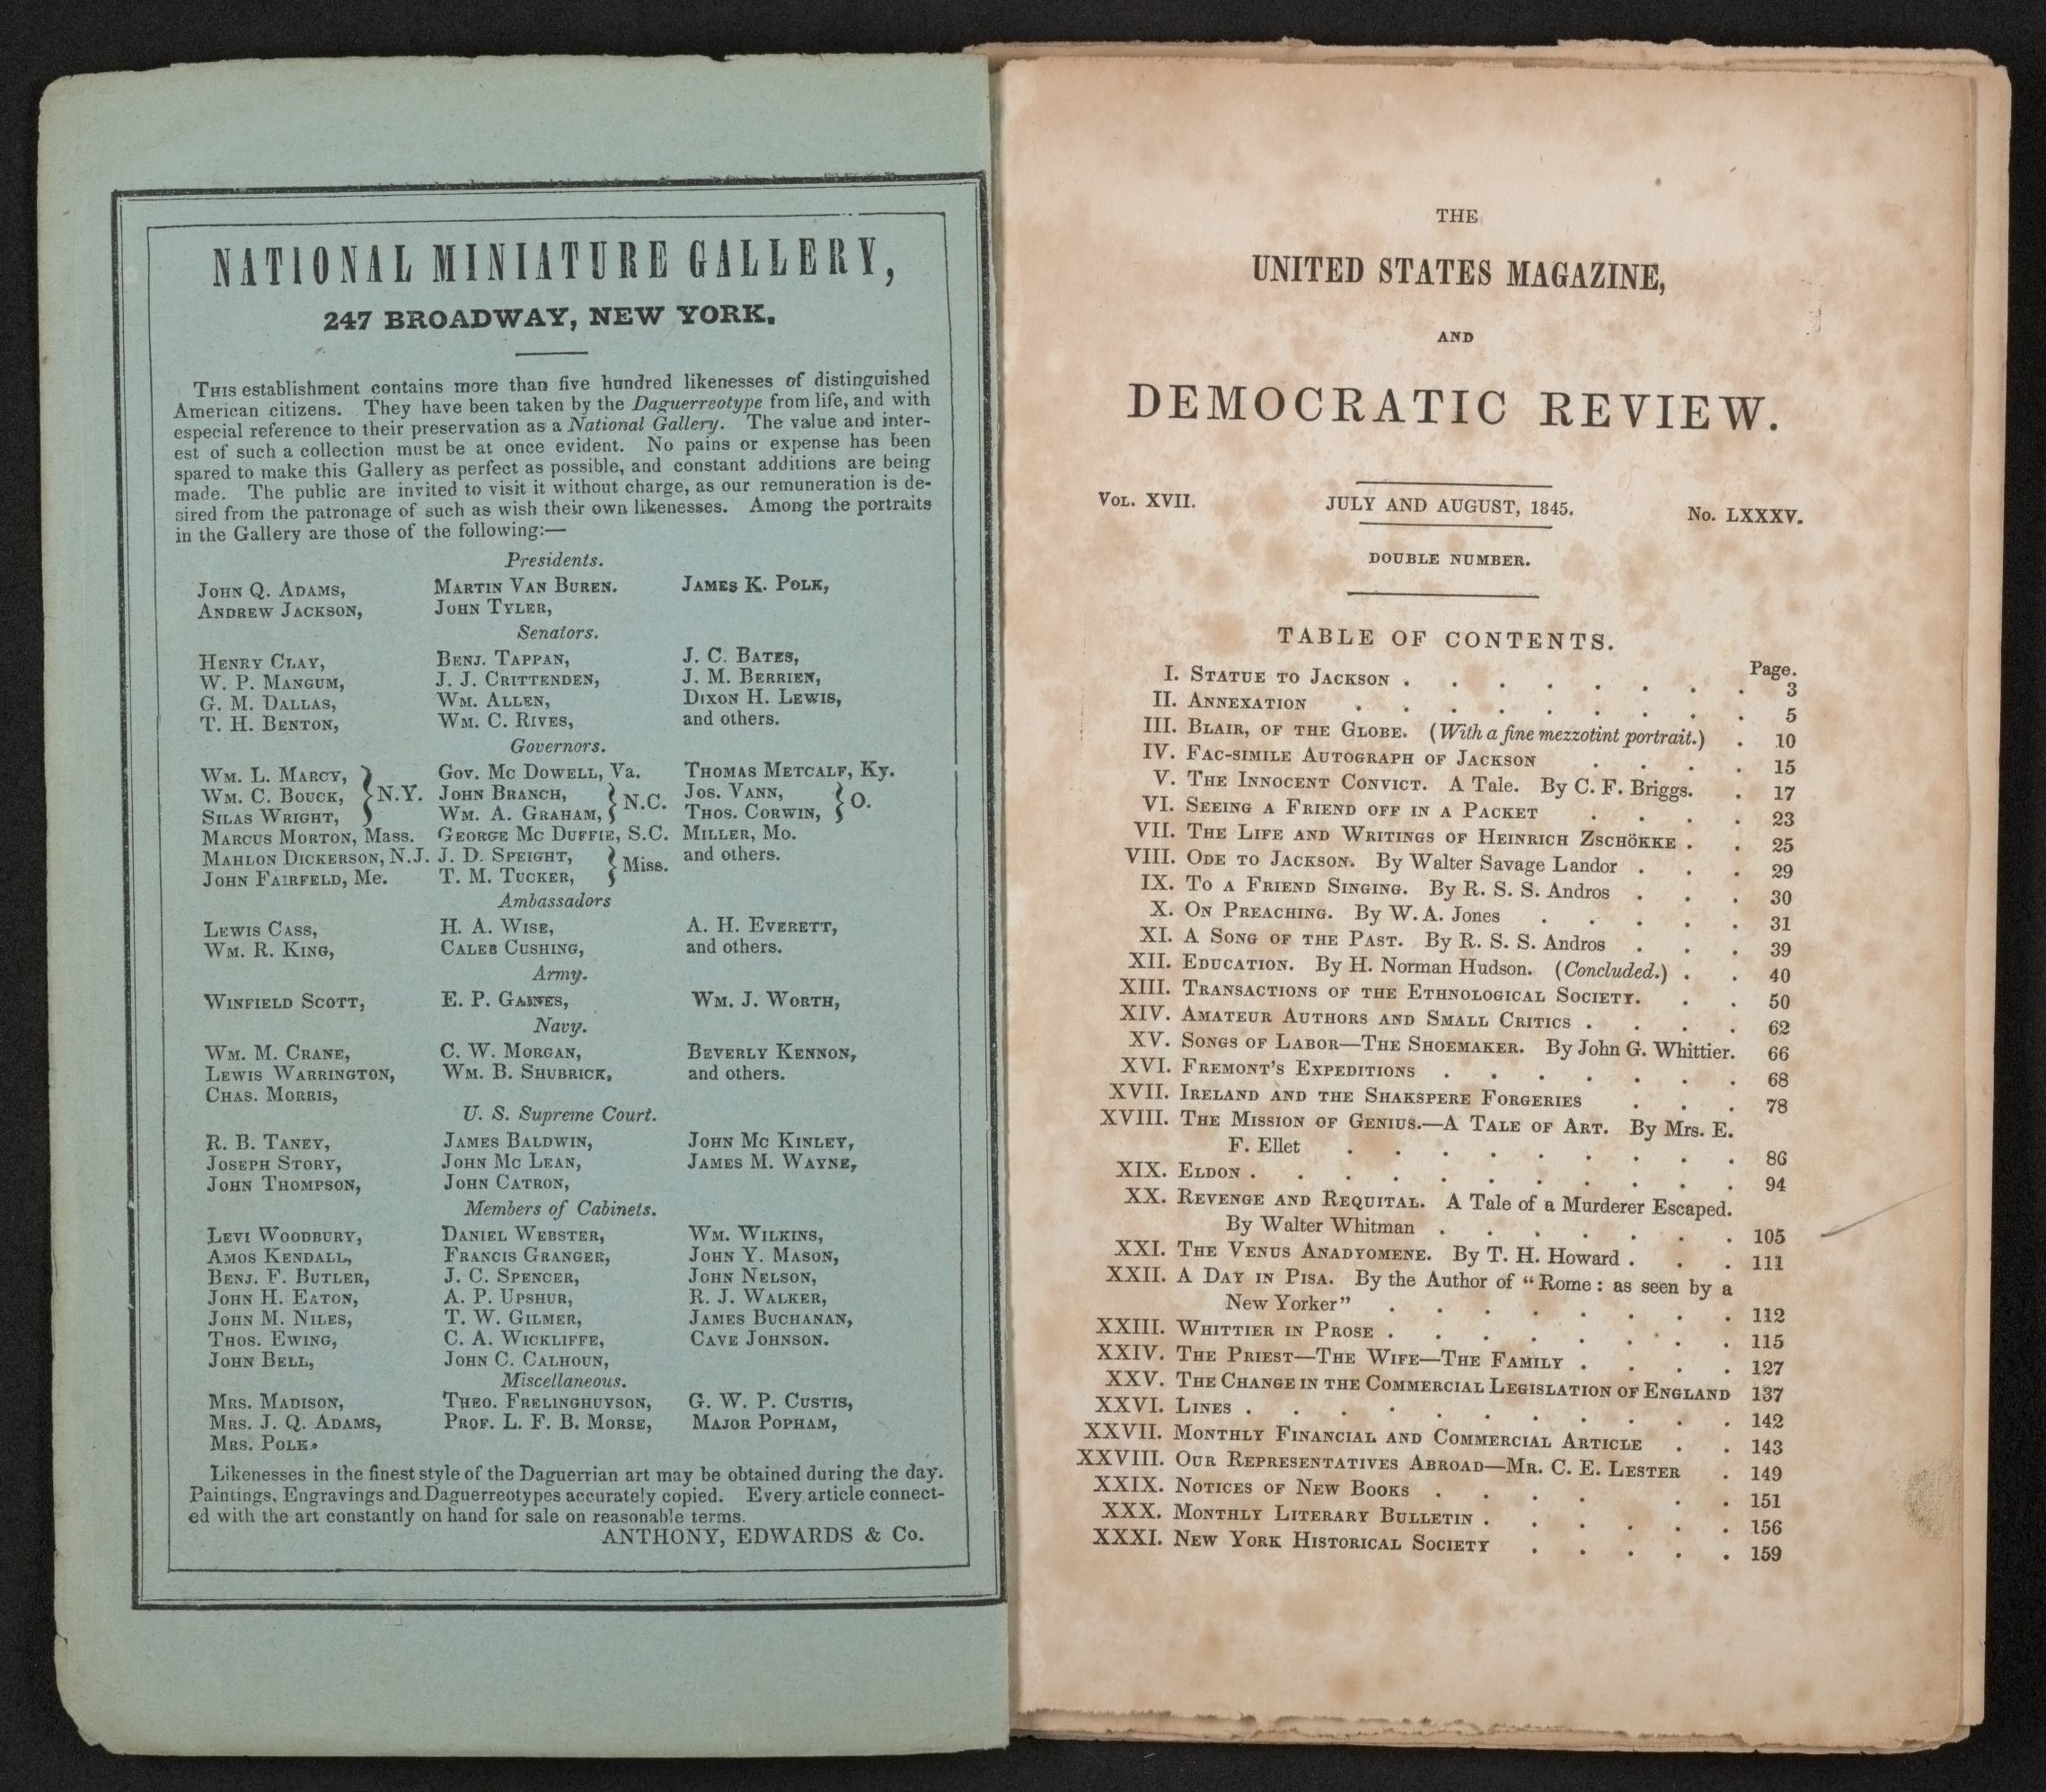 NATIONAL MINIATURE GALLERY,
247 BROADWAY, NEW YORK.
THIS establishment contains more than five hundred likenesses of distinguished
American citizens. They have been taken by the Daguerreotype from life, and with
especial reference to their preservation as a National Gallery. The value and inter-
est of such a collection must be at once evident. No pains or expense has been
spared to make this Gallery as perfect as possible, and constant additions are being
made. The public are invited to visit it without charge, as our remuneration is de-
sired from the patronage of such as wish their own likenesses. Among the portraits
in the Gallery are those of the following:—
Presidents.
JOHN Q. ADAMS, MARTIN VAN BUREN. JAMES K. POLK,
ANDREW JACKSON, JOHN TYLER,
Senators.
HENRY CLAY, BENJ. TAPPAN, J. C. BATES,
W. P. MANGUM, J. J. CRITTENDEN, J. M. BERRIEN,
G. M. DALLAS, WM. ALLEN, DIXON H. LEWIS,
T. H. BENTON, WM. C. RIVES, and others.
Governors.
WM. L. MARCY, GOV. MC DOWELL, Va. THOMAS METCALF, Ky.
WM. C. BOUCK, } N.Y. JOHN BRANCH, } N.C. JOS. VANN, } O.
SILAS WRIGHT, WM. A. GRAHAM, THOS. CORWIN,
MARCUS MORTON, Mass. GEORGE MC DUFFIE, S.C. MILLER, Mo.
MAHLON DICKERSON, N.J. J. D. SPEIGHT, } Miss. and others.
JOHN FAIRFELD, Me. T. M. TUCKER,
Ambassadors
LEWIS CASS, H. A. WISE, A. H. EVERETT,
WM. R. KING, CALEB CUSHING, and others.
Army.
WINFIELD SCOTT, E. P. GAINES, WM. J. WORTH,
Navy.
WM. M. CRANE, C. W. MORGAN, BEVERLY KENNON,
LEWIS WARRINGTON, WM. B. SHUBRICK, and others.
CHAS. MORRIS,
U. S. Supreme Court.
R. B. TANEY, JAMES BALDWIN, JOHN MC KINLEY,
JOSEPH STORY, JOHN MC LEAN, JAMES M. WAYNE,
JOHN THOMPSON, JOHN CATRON,
Members of Cabinets.
LEVI WOODBURY, DANIEL WEBSTER, WM. WILKINS,
AMOS KENDALL, FRANCIS GRANGER, JOHN Y. MASON,
BENJ. F. BUTLER, J. C. SPENCER, JOHN NELSON,
JOHN H. EATON, A. P. UPSHUR, R. J. WALKER,
JOHN M. NILES, T. W. GILMER, JAMES BUCHANAN,
THOS. EWING, C. A. WICKLIFFE, CAVE JOHNSON.
JOHN BELL, JOHN C. CALHOUN,
Miscellaneous.
MRS. MADISON, THEO. FRELINGHUYSON, G. W. P. CUSTIS,
MRS. J. Q. ADAMS, PROF. L. F. B. MORSE, MAJOR POPHAM,
MRS. POLK.
Likenesses in the finest style of the Daguerrian art may be obtained during the day.
Paintings, Engravings and Daguerreotypes accurately copied. Every article connect-
ed with the art constantly on hand for sale on reasonable terms.
ANTHONY, EDWARDS & Co.
THE
UNITED STATES MAGAZINE,
AND
DEMOCRATIC REVIEW.
VOL. XVII. JULY AND AUGUST, 1845. No. LXXXV.
DOUBLE NUMBER.
TABLE OF CONTENTS.
Page.
I. STATUE TO JACKSON . . . . . . . . 3
II. ANNEXATION . . . . . . . . 5
III. BLAIR, OF THE GLOBE. (With a fine mezzotint portrait.) . 10
IV. FAC-SIMILE AUTOGRAPH OF JACKSON . . . . 15
V. THE INNOCENT CONVICT. A Tale. By C. F. Briggs. . 17
VI. SEEING A FRIEND OFF IN A PACKET . . . . 23
VII. THE LIFE AND WRITINGS OF HEINRICH ZSCHÖKKE . . 25
VIII. ODE TO JACKSON. By Walter Savage Landor . . . 29
IX. TO A FRIEND SINGING. By R. S. S. Andros . . . 30
X. ON PREACHING. By W. A. Jones . . . . . 31
XI. A SONG OF THE PAST. By R. S. S. Andros . . . 39
XII. EDUCATION. By H. Norman Hudson. (Concluded.) . . 40
XIII. TRANSACTIONS OF THE ETHNOLOGICAL SOCIETY. . . 50
XIV. AMATEUR AUTHORS AND SMALL CRITICS . . . . 62
XV. SONGS OF LABOR—THE SHOEMAKER. By John G. Whittier. 66
XVI. FREMONT'S EXPEDITIONS . . . . . . . 68
XVII. IRELAND AND THE SHAKSPERE FORGERIES . . . 78
XVIII. THE MISSION OF GENIUS.—A TALE OF ART. By Mrs. E.
F. Ellet . . . . . . . . . 86
XIX. ELDON . . . . . . . . . . . 94
XX. REVENGE AND REQUITAL. A Tale of a Murderer Escaped.
By Walter Whitman . . . . . . . 105
XXI. THE VENUS ANADYOMENE. By T. H. Howard . . . 111
XXII. A DAY IN PISA. By the Author of "Rome: as seen by a
New Yorker" . . . . . . . . 112
XXIII. WHITTIER IN PROSE . . . . . . . . 115
XXIV. THE PRIEST—THE WIFE—THE FAMILY . . . . 127
XXV. THE CHANGE IN THE COMMERCIAL LEGISLATION OF ENGLAND 137
XXVI. LINES . . . . . . . . . . . 142
XXVII. MONTHLY FINANCIAL AND COMMERCIAL ARTICLE . . 143
XXVIII. OUR REPRESENTATIVES ABROAD—MR. C. E. LESTER . 149
XXIX. NOTICES OF NEW BOOKS . . . . . . 151
XXX. MONTHLY LITERARY BULLETIN . . . . . . 156
XXXI. NEW YORK HISTORICAL SOCIETY . . . . . 159